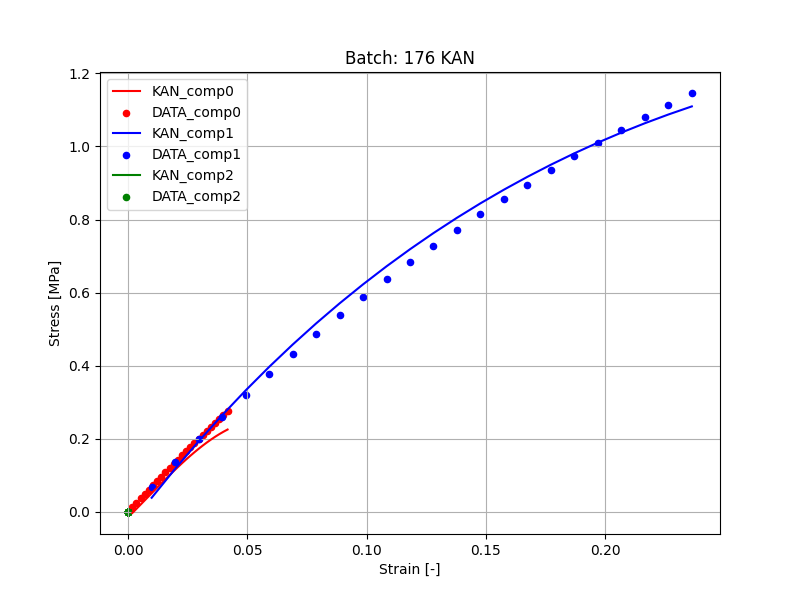 Batch: 176 KAN
KAN_comp0
DATA_comp0
KAN_comp1
DATA_comp1
KAN_comp2
DATA_comp2
Stress [MPa]
1.2
1.0
0.8
0.6
0.4
0.2
0.0
0.00 0.05 0.10 0.15 0.20
Strain [-]